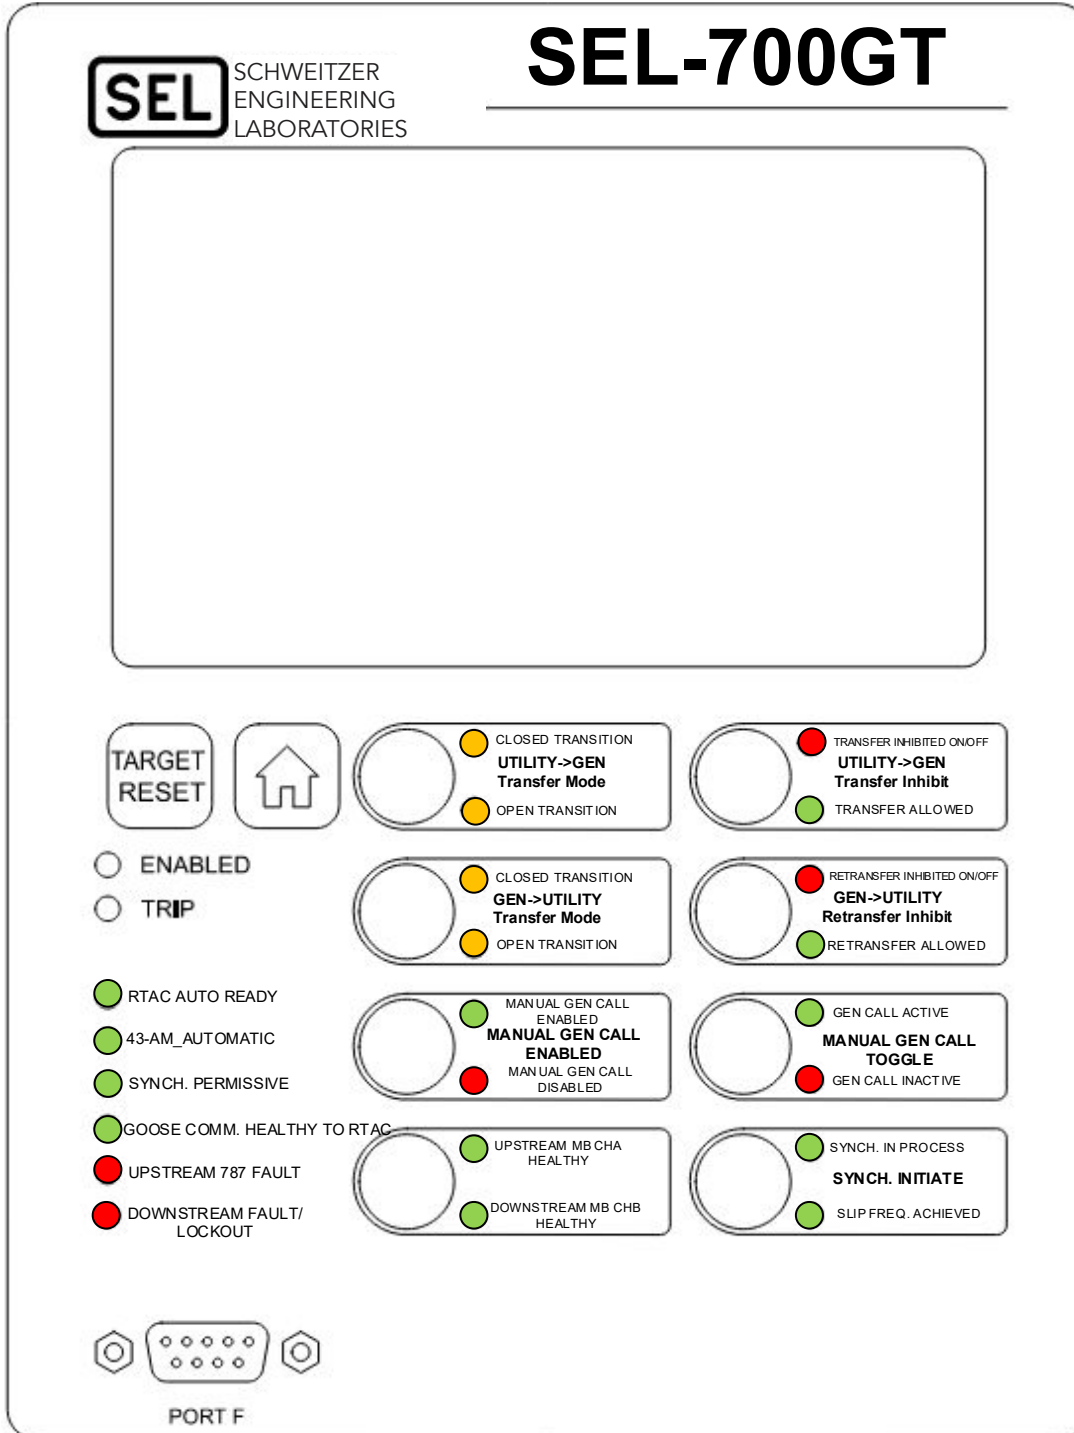 SEL-700GT
SEL
SCHWEITZER
ENGINEERING
LABORATORIES
TARGET
RESET
CLOSED TRANSITION
UTILITY->GEN
Transfer Mode
OPEN TRANSITION
TRANSFER INHIBITED ON/OFF
UTILITY->GEN
Transfer Inhibit
TRANSFER ALLOWED
ENABLED
TRIP
CLOSED TRANSITION
GEN->UTILITY
Transfer Mode
OPEN TRANSITION
RETRANSFER INHIBITED ON/OFF
GEN->UTILITY
Retransfer Inhibit
RETRANSFER ALLOWED
RTAC AUTO READY
43-AM_AUTOMATIC
SYNCH. PERMISSIVE
GOOSE COMM. HEALTHY TO RTAC
UPSTREAM 787 FAULT
DOWNSTREAM FAULT/
LOCKOUT
MANUAL GEN CALL
ENABLED
MANUAL GEN CALL
ENABLED
MANUAL GEN CALL
DISABLED
GEN CALL ACTIVE
MANUAL GEN CALL
TOGGLE
GEN CALL INACTIVE
UPSTREAM MB CHA
HEALTHY
DOWNSTREAM MB CHB
HEALTHY
SYNCH. IN PROCESS
SYNCH. INITIATE
SLIP FREQ. ACHIEVED
PORT F